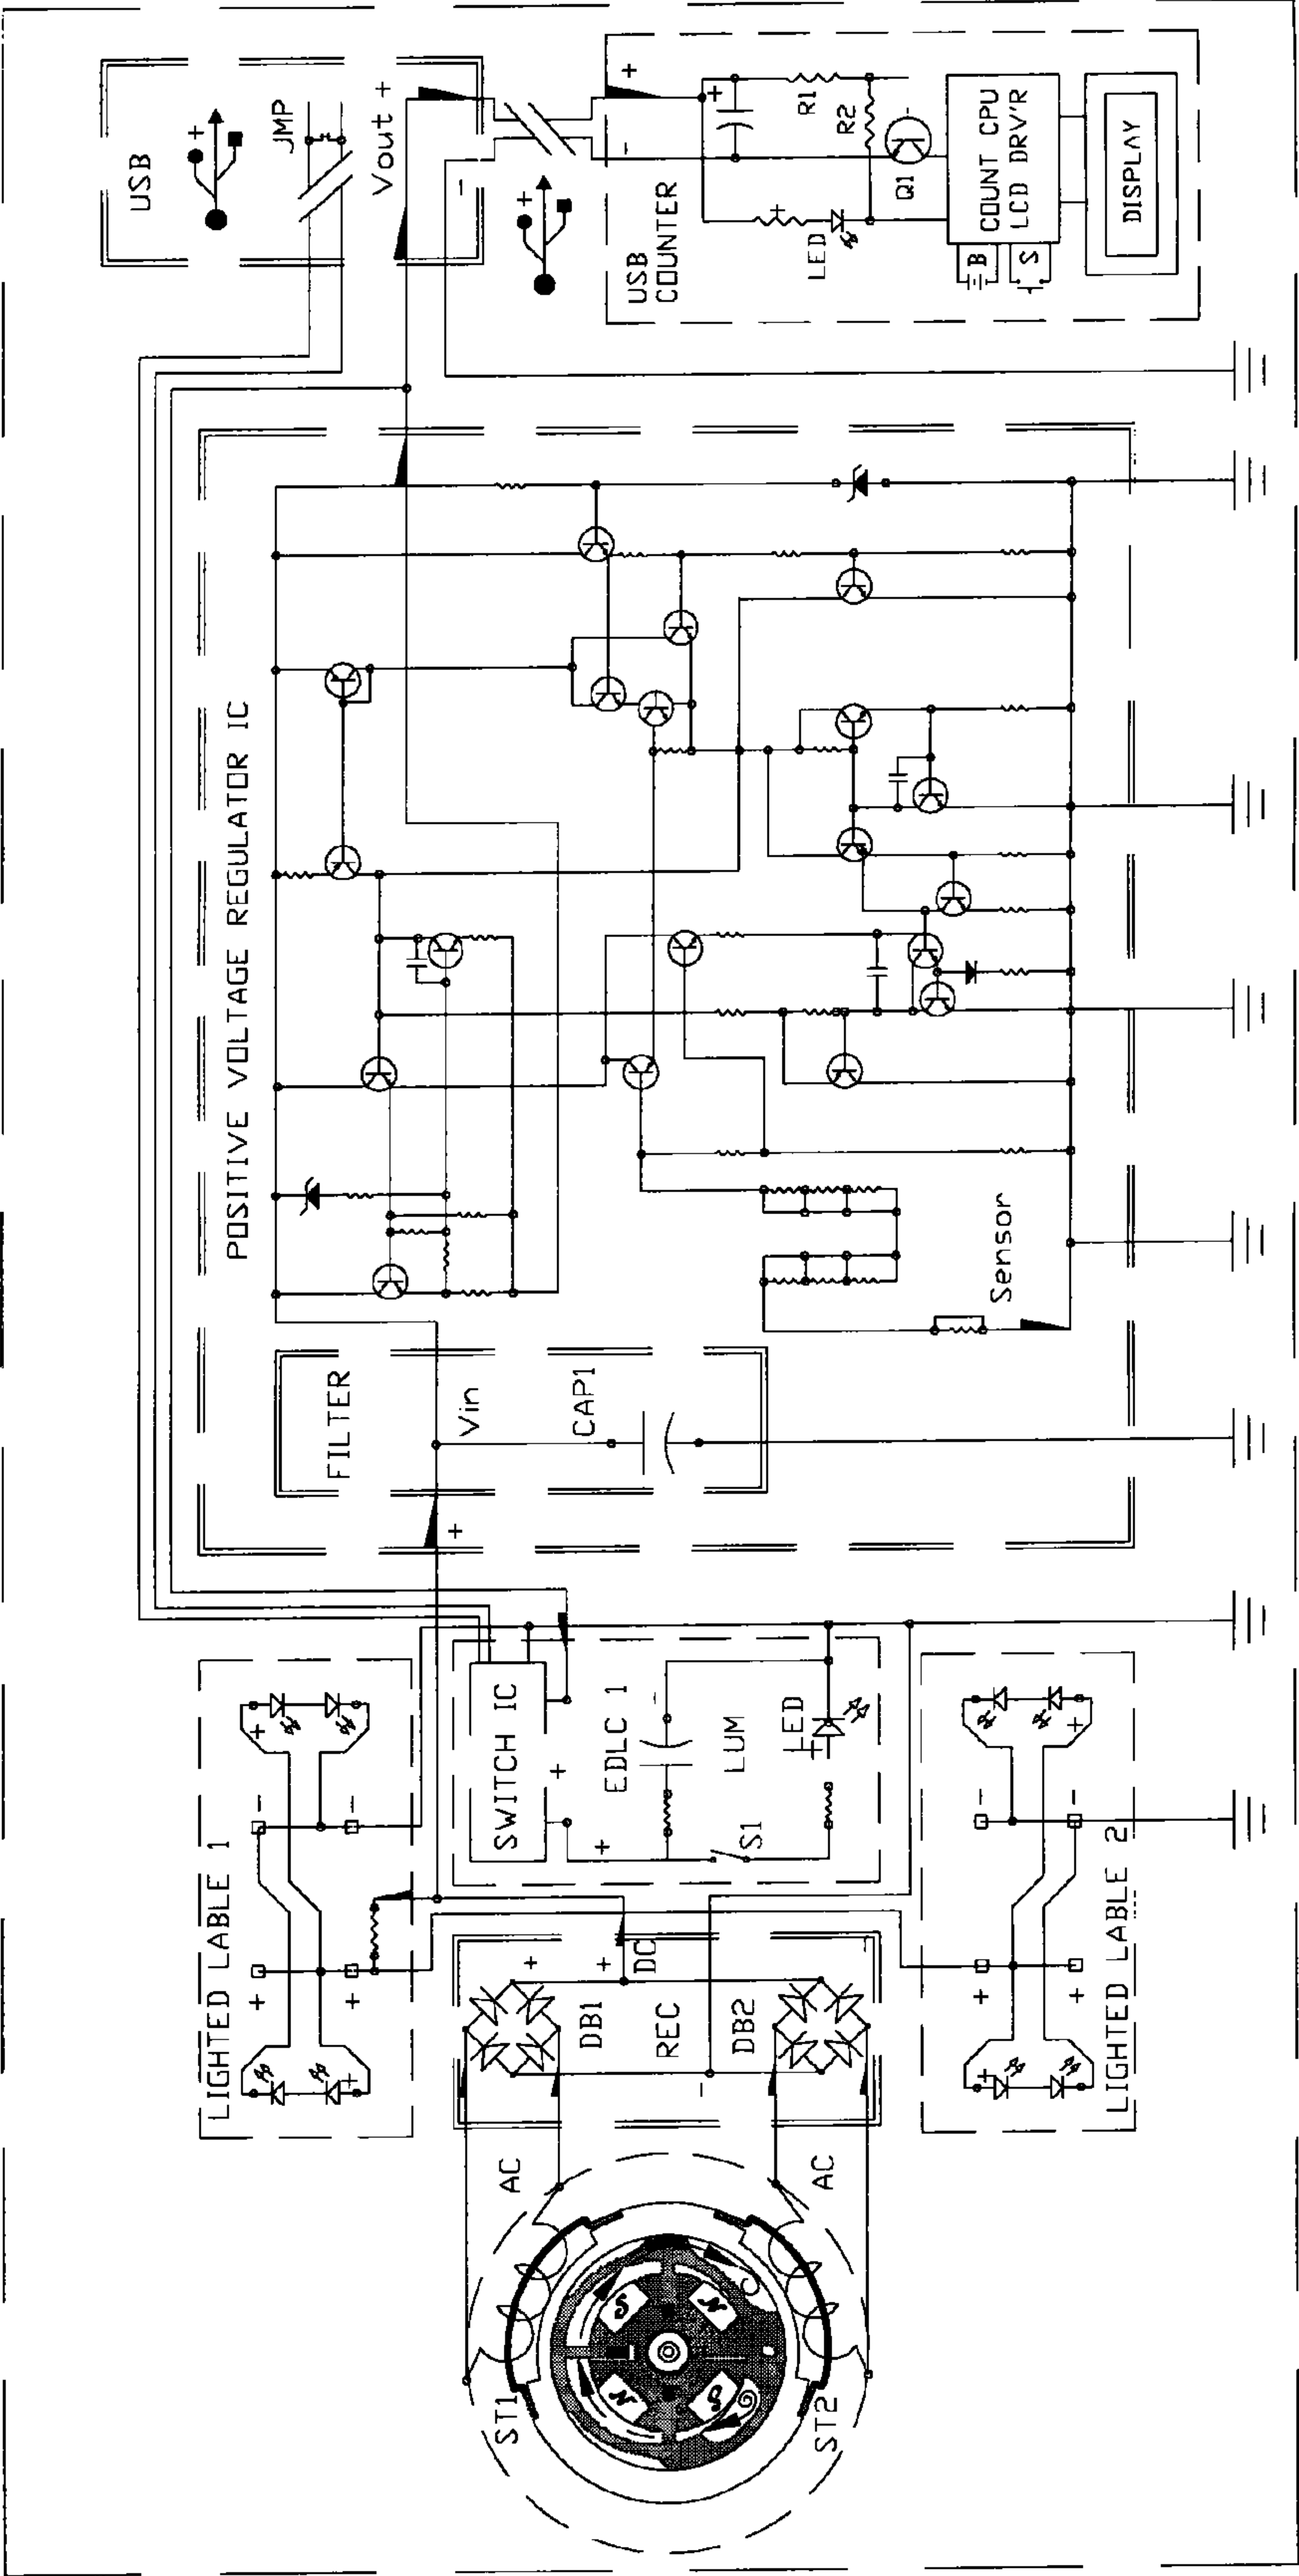 USB
JMP
Vout +
-
+
-
USB
COUNTER
+
R1
R2
Q1
-
+
LED
COUNT CPU
LCD DRV'R
B
S
DISPLAY
POSITIVE VOLTAGE REGULATOR IC
Sensor
FILTER
Vin
CAP1
+
LIGHTED LABLE 1
+
-
-
+
+
+
SWITCH IC
+
EDLC 1
-
+
LUM
LED
+
S1
LIGHTED LABLE 2
+
-
-
+
+
+
DB1
+
+
DC
REC
-
DB2
AC
AC
ST1
ST2
S
N
N
S